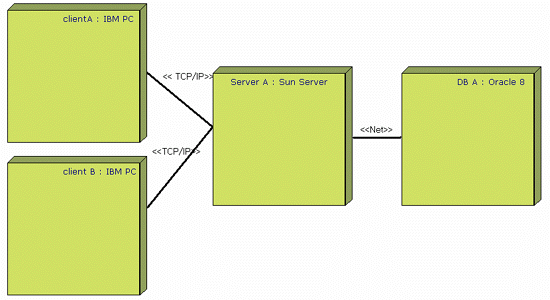 clientA : IBM PC
<< TCP/IP>>
Server A : Sun Server
DB A : Oracle 8
<<Net>>
<<TCP/IP>>
client B : IBM PC